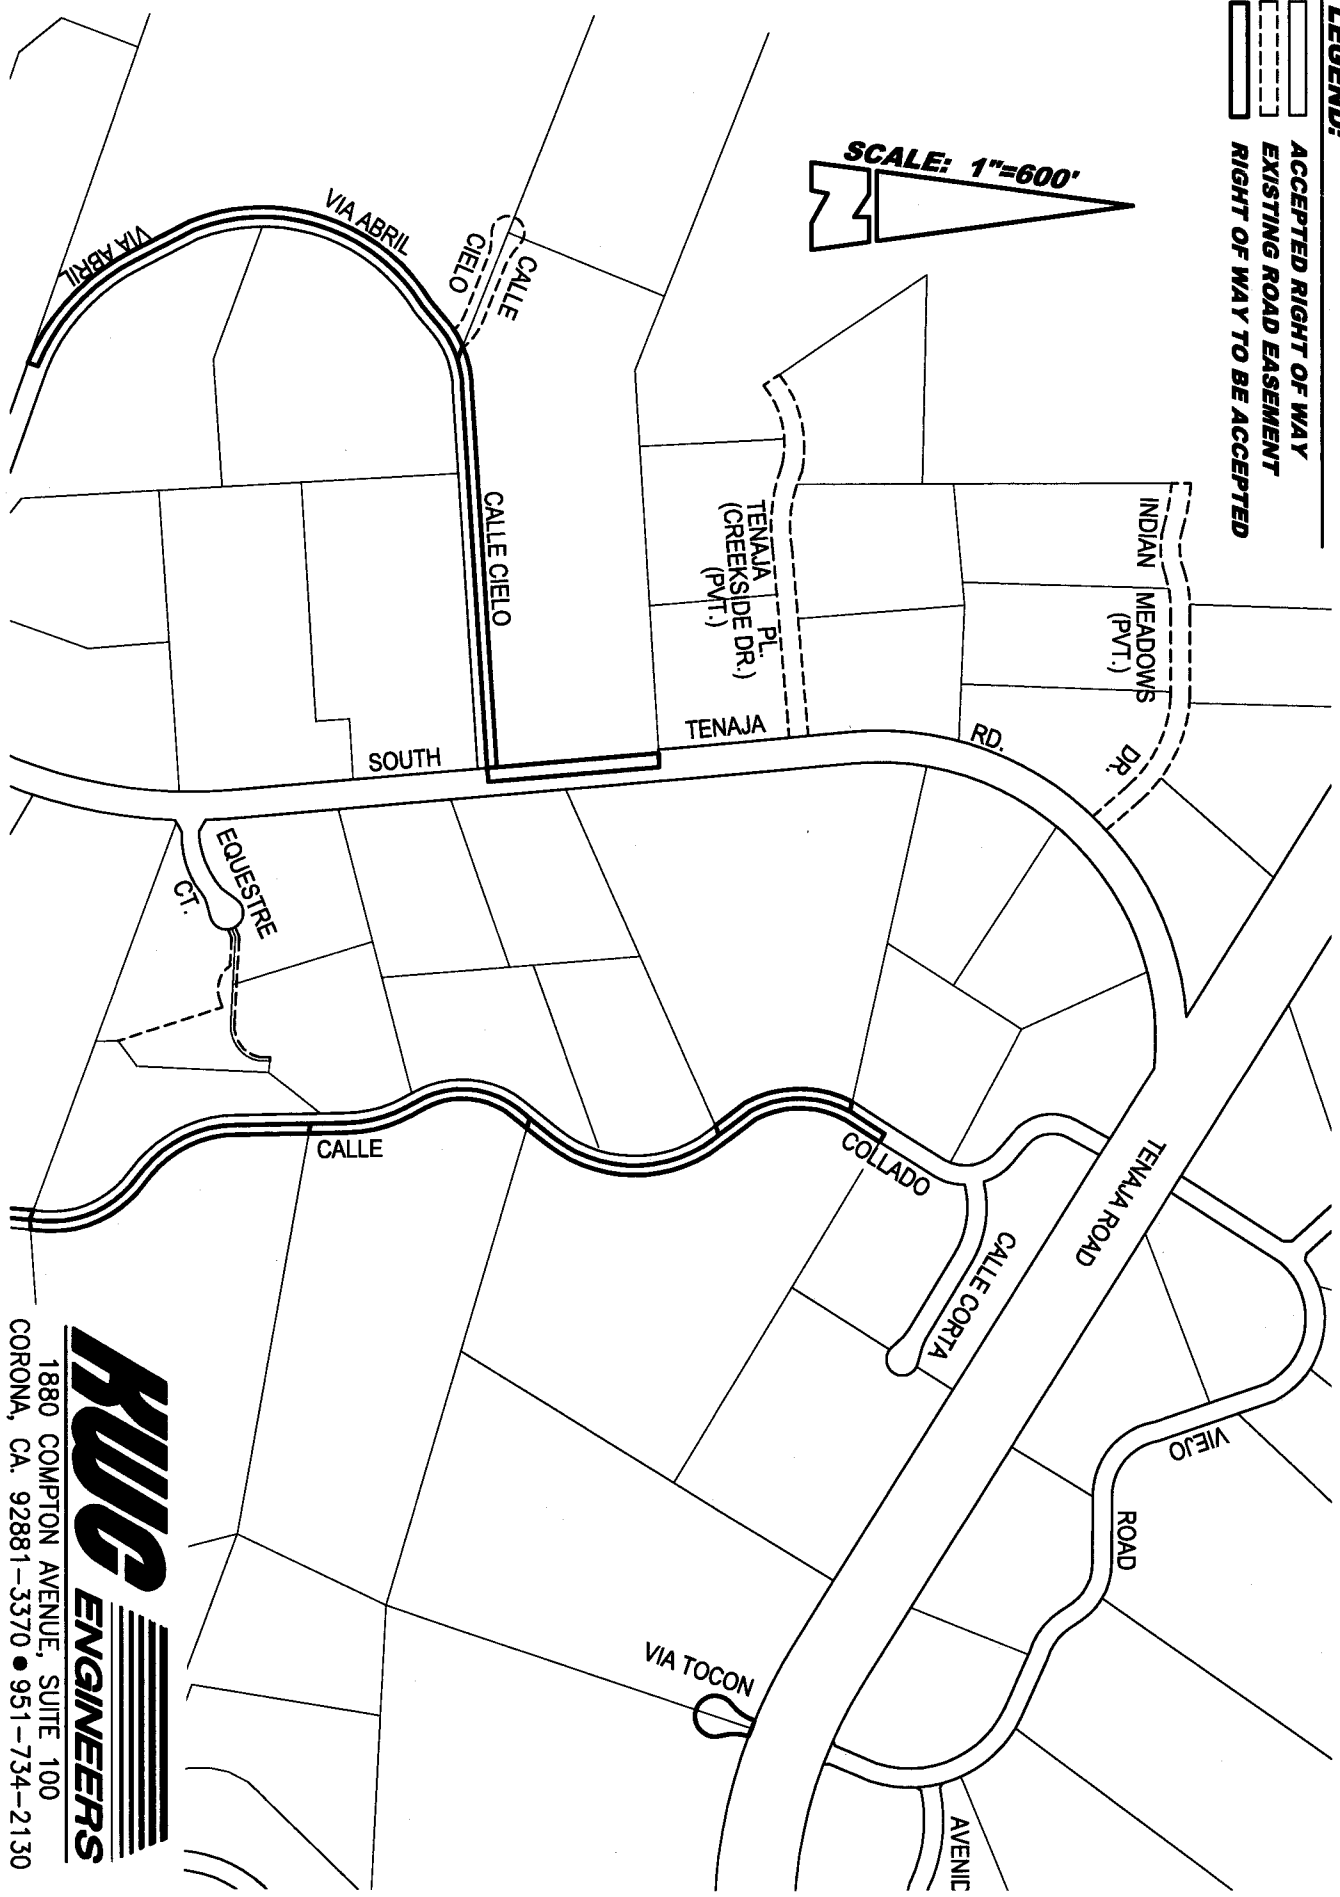 LEGEND:
ACCEPTED RIGHT OF WAY
EXISTING ROAD EASEMENT
RIGHT OF WAY TO BE ACCEPTED
SCALE: 1"=600'
N
VIA ABRIL
VIA ABRIL
CALLE
CIELO
CALLE CIELO
TENAJA PL.
(CREEKSIDE DR.)
(PVT.)
INDIAN MEADOWS DR.
(PVT.)
SOUTH TENAJA RD.
EQUESTRE
CT.
CALLE COLLADO
CALLE CORTA
TENAJA ROAD
VIEJO ROAD
VIA TOCON
AVENID
KWC ENGINEERS
1880 COMPTON AVENUE, SUITE 100
CORONA, CA. 92881-3370 • 951-734-2130